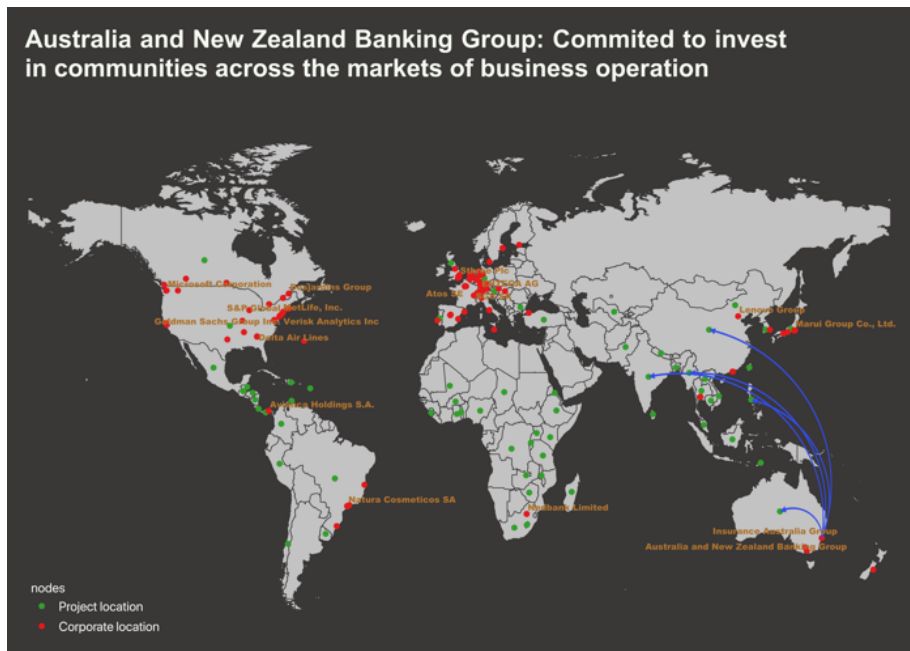 Australia and New Zealand Banking Group: Commited to invest
in communities across the markets of business operation
Microsoft Corporation
Desjardins Group
S&P Global MetLife, Inc.
Goldman Sachs Group Inc. Verisk Analytics Inc
Delta Air Lines
Avianca Holdings S.A.
Natura Cosmeticos SA
Atos SE
Nedbank Limited
Lenovo Group
Marui Group Co., Ltd.
Insurance Australia Group
Australia and New Zealand Banking Group
nodes
Project location
Corporate location